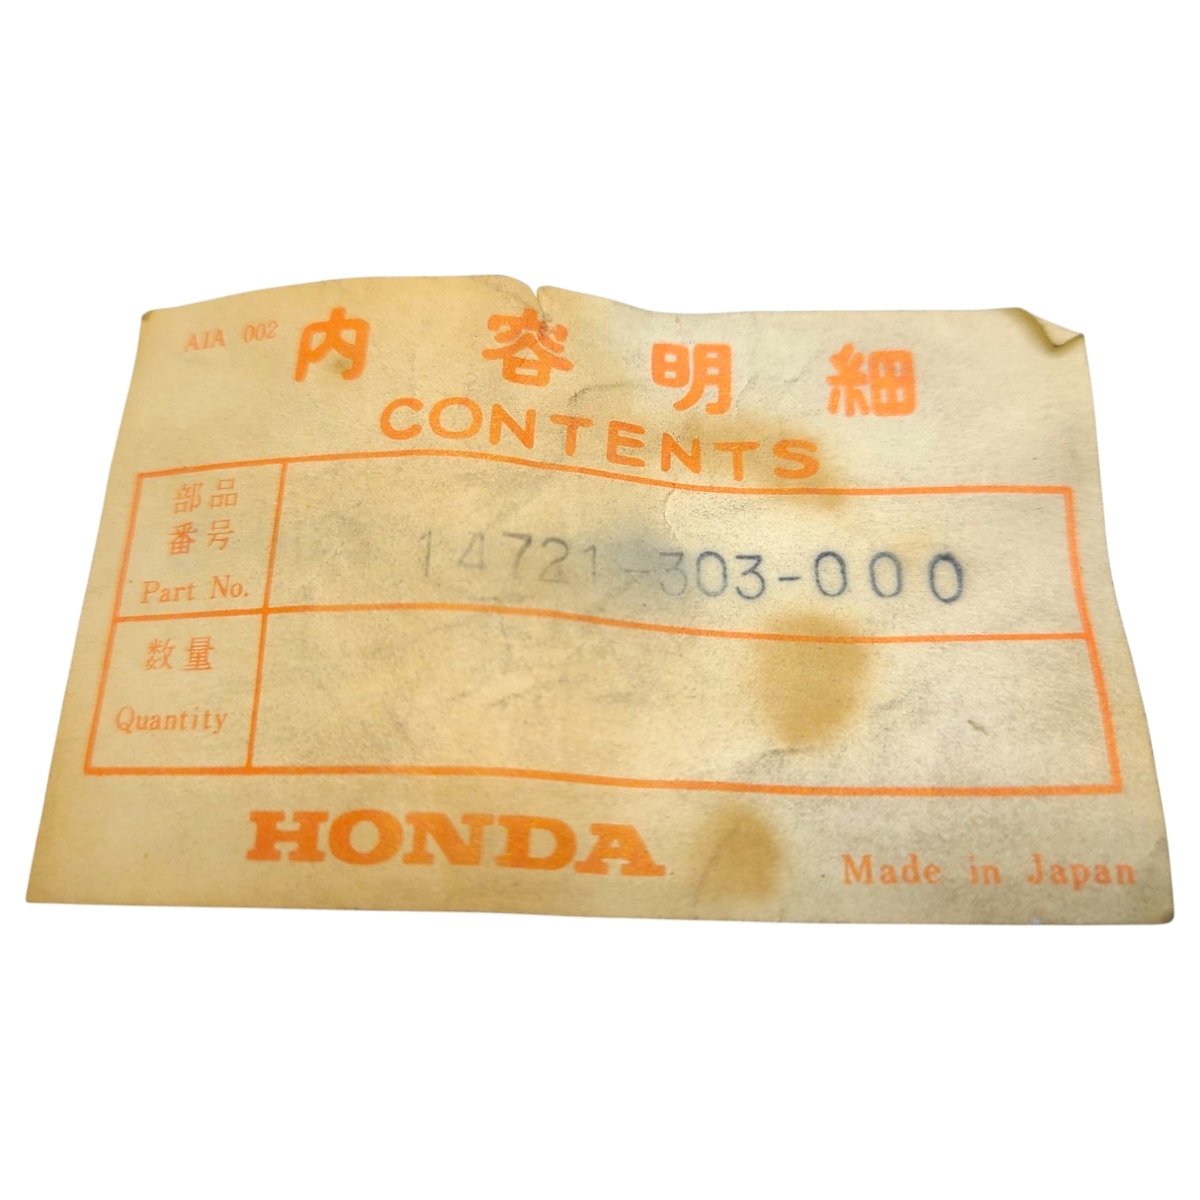 AIA 002
内容明細
CONTENTS
部品
番号
Part No.
14721-303-000
数量
Quantity
HONDA
Made in Japan